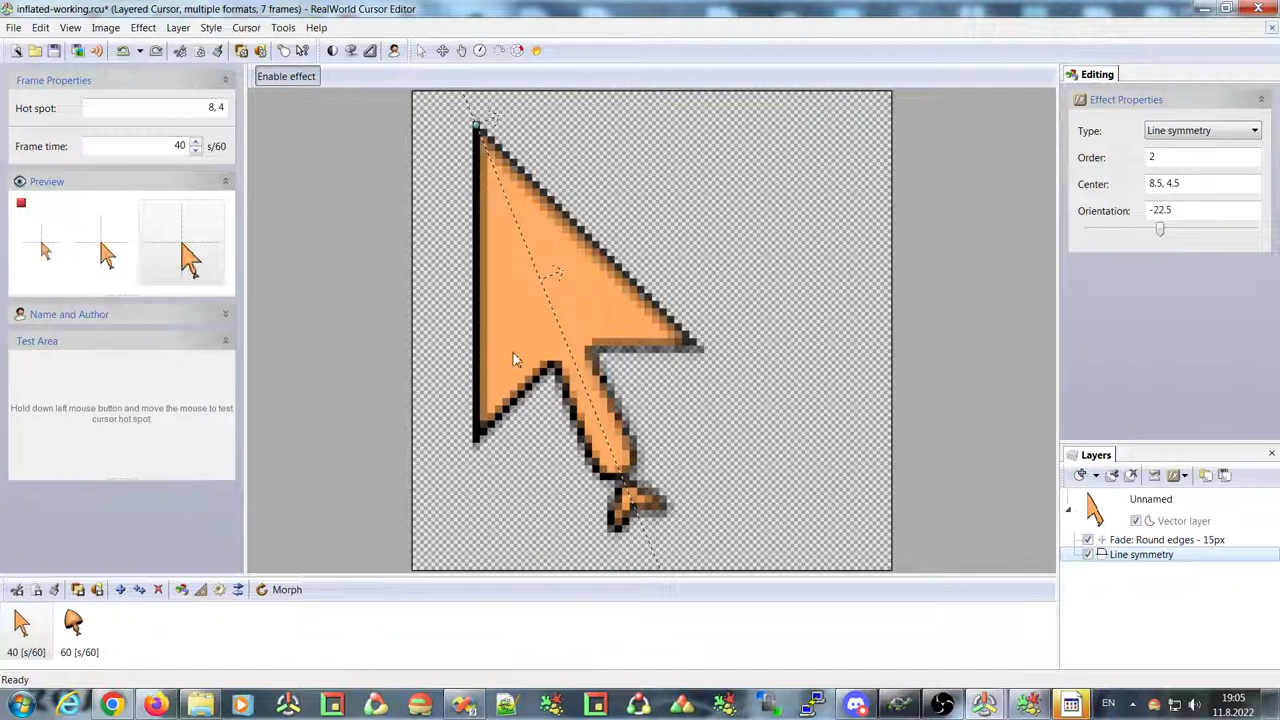 inflated-working.rcu* (Layered Cursor, multiple formats, 7 frames) - RealWorld Cursor Editor
File Edit View Image Effect Layer Style Cursor Tools Help
Frame Properties
Hot spot: 8, 4
Frame time: 40 s/60
Preview
Name and Author
Test Area
Hold down left mouse button and move the mouse to test
cursor hot spot.
Enable effect
Editing
Effect Properties
Type: Line symmetry
Order: 2
Center: 8.5, 4.5
Orientation: -22.5
Layers
Unnamed
Vector layer
Fade: Round edges - 15px
Line symmetry
Morph
40 [s/60] 60 [s/60]
Ready
EN
19:05
11.8.2022